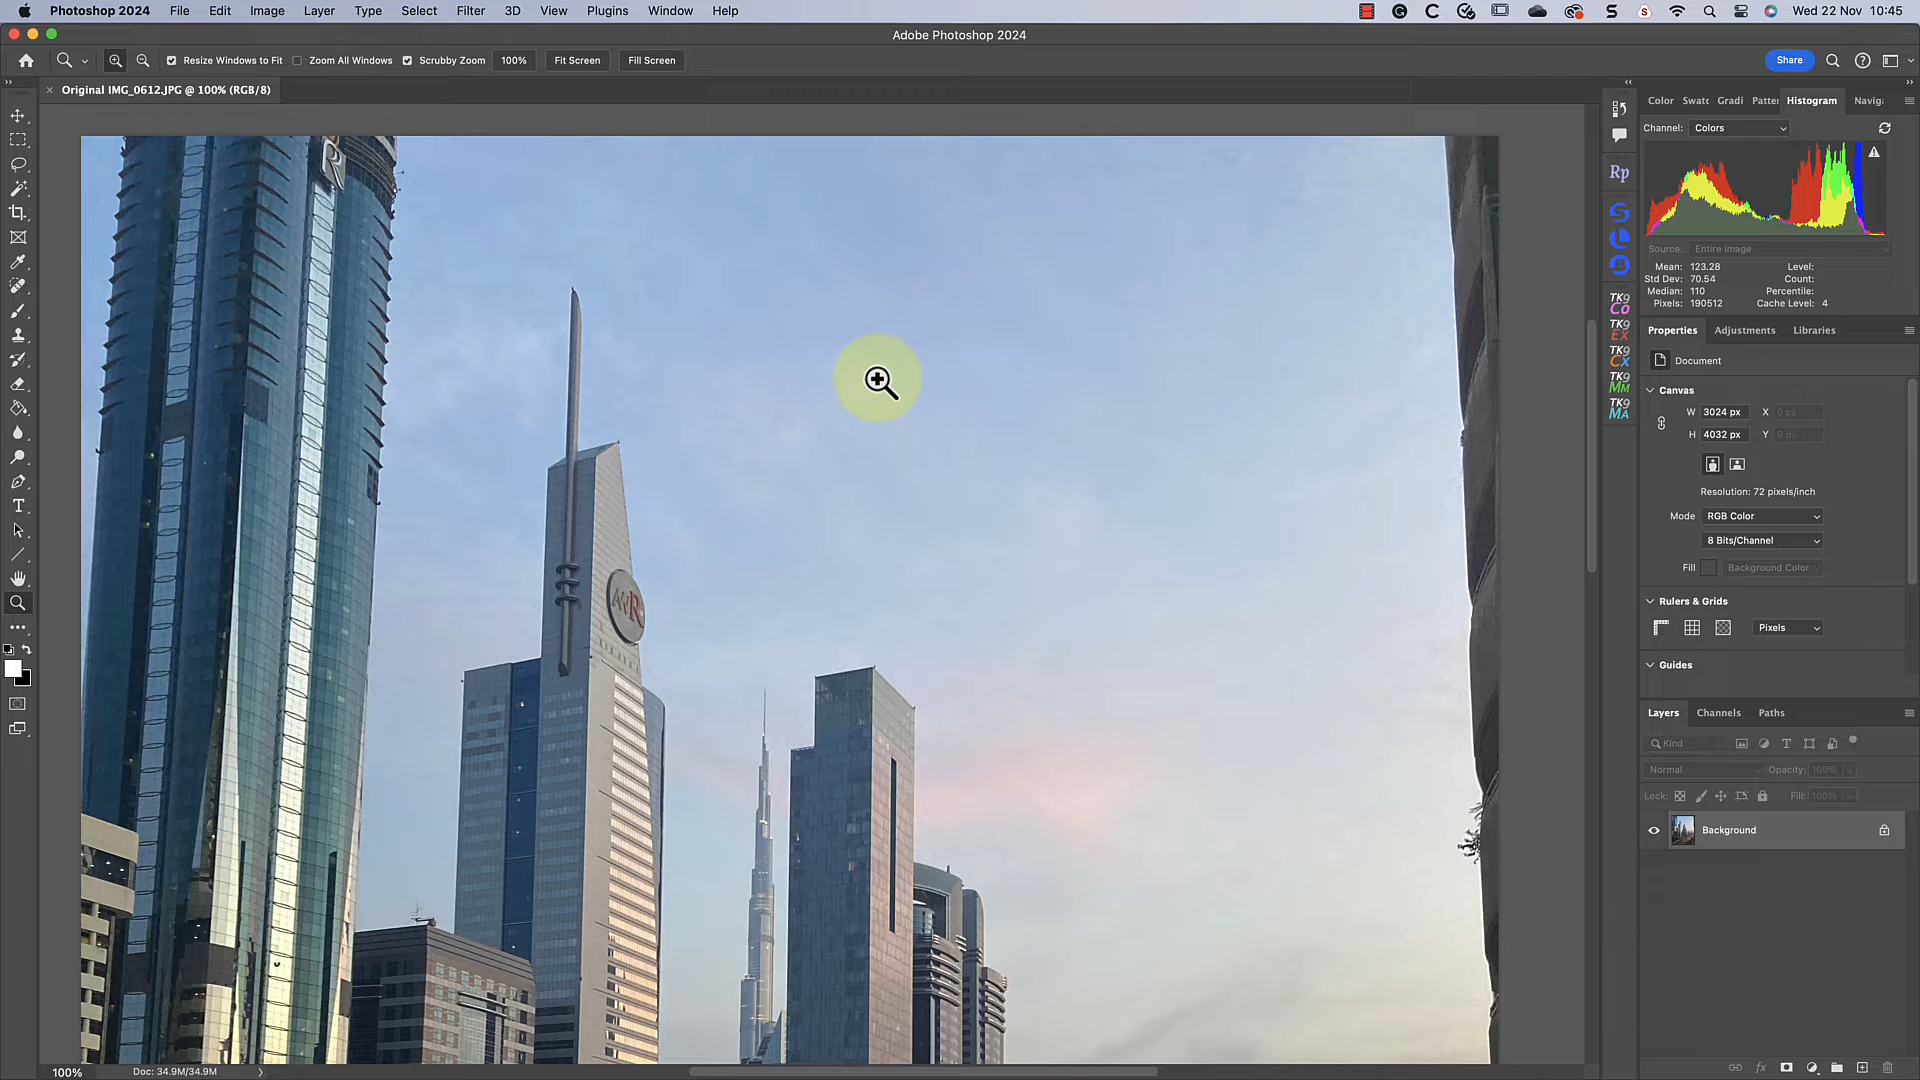 Photoshop 2024 File Edit Image Layer Type Select Filter 3D View Plugins Window Help Wed 22 Nov 10:45
Adobe Photoshop 2024
Resize Windows to Fit Zoom All Windows Scrubby Zoom 100% Fit Screen Fill Screen Share
Original IMG_0612.JPG @ 100% (RGB/8)
Color Swatc Gradi Patter Histogram Naviga
Channel: Colors
Source: Entire Image
Mean: 123.28 Level:
Std Dev: 70.54 Count:
Median: 110 Percentile:
Pixels: 190512 Cache Level: 4
Rp
TK9 Co
TK9 EX
TK9 CX
TK9 MM
TK9 MA
Properties Adjustments Libraries
Document
Canvas
W 3024 px X 0 px
H 4032 px Y 0 px
Resolution: 72 pixels/inch
Mode RGB Color
8 Bits/Channel
Fill Background Color
Rulers & Grids
Pixels
Guides
Layers Channels Paths
Kind
Normal Opacity: 100%
Lock: Fill: 100%
Background
R
AWR
100% Doc: 34.9M/34.9M
fx